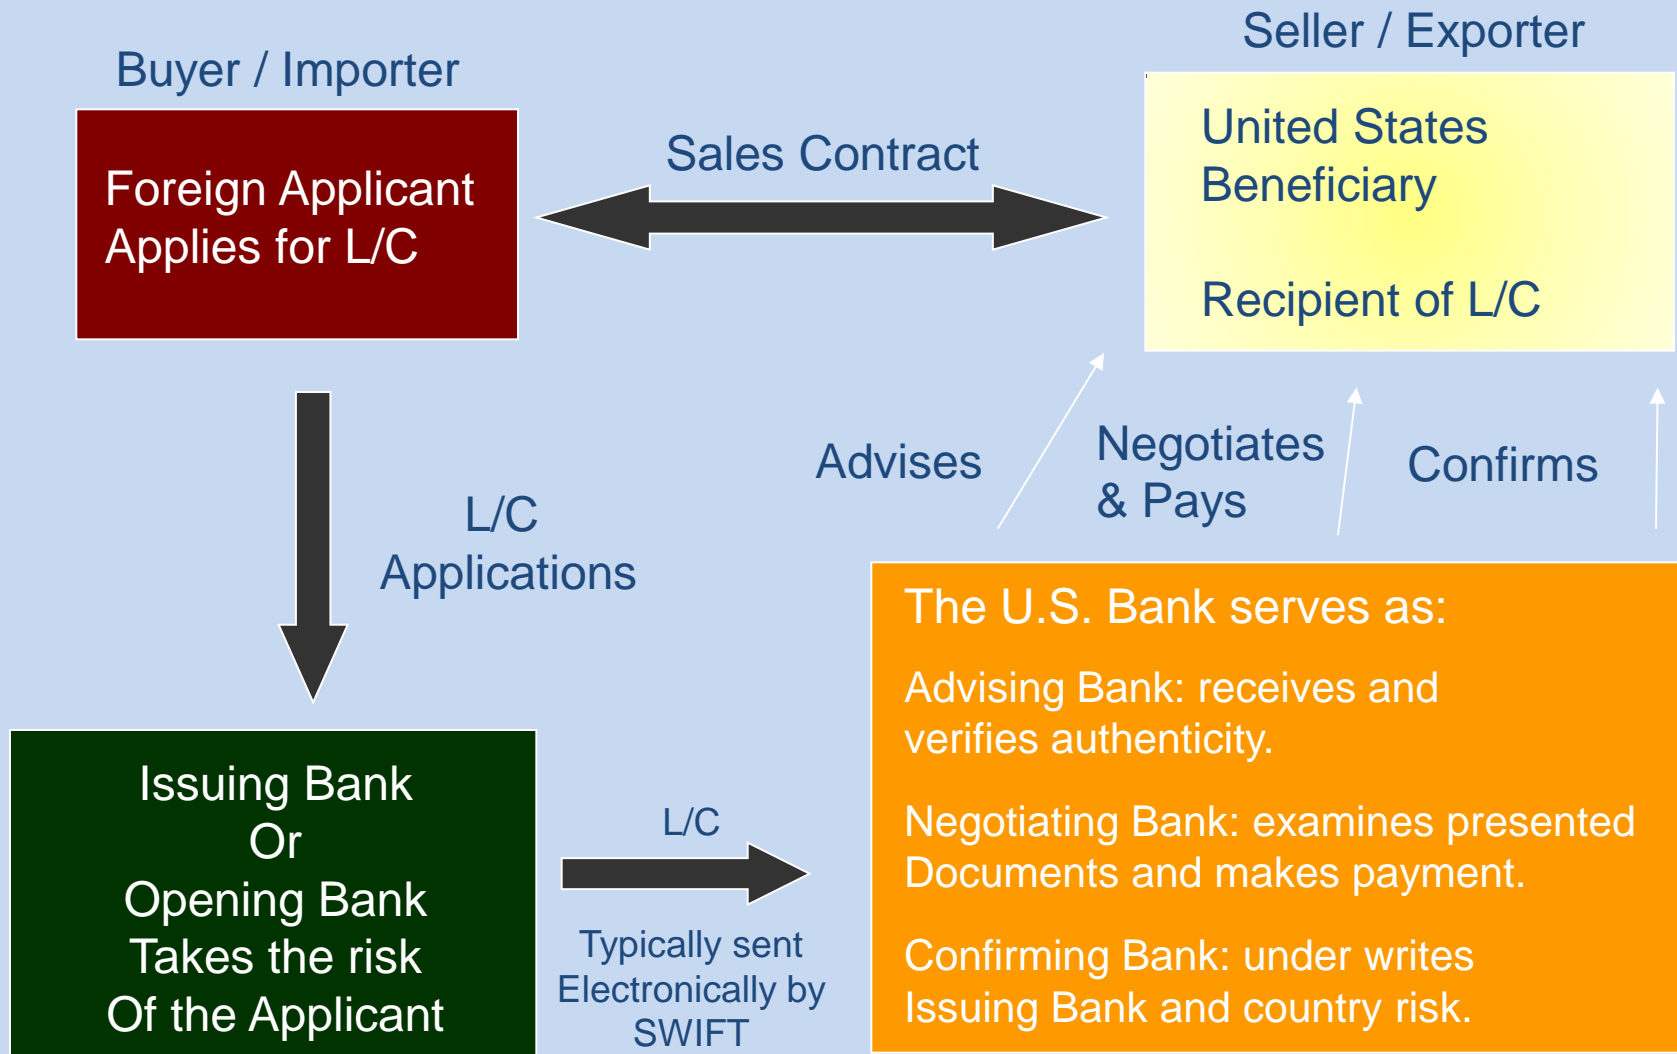 Buyer / Importer
Seller / Exporter
Foreign Applicant
Applies for L/C
Sales Contract
United States
Beneficiary
Recipient of L/C
L/C
Applications
Advises
Negotiates
& Pays
Confirms
Issuing Bank
Or
Opening Bank
Takes the risk
Of the Applicant
L/C
Typically sent
Electronically by
SWIFT
The U.S. Bank serves as:
Advising Bank: receives and
verifies authenticity.
Negotiating Bank: examines presented
Documents and makes payment.
Confirming Bank: under writes
Issuing Bank and country risk.